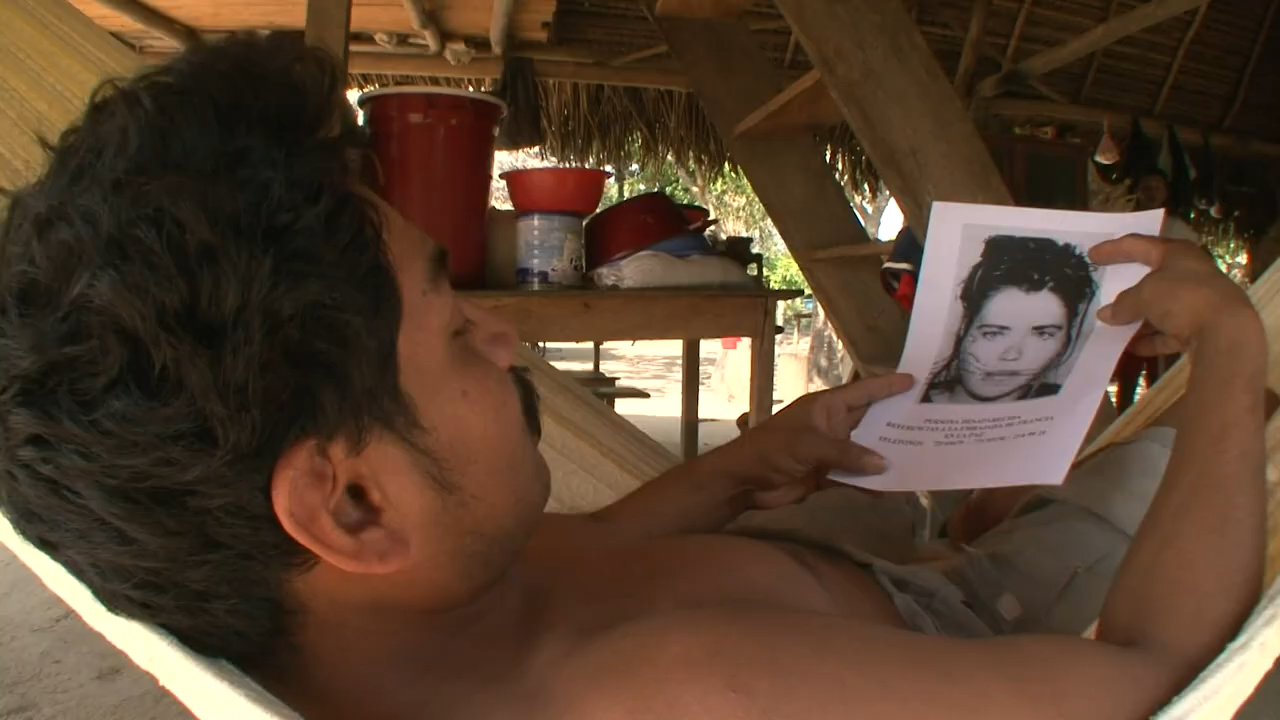 PERSONA DESAPARECIDA
REFERENCIAS A LA EMBAJADA DE FRANCIA
EN LA PAZ
TELEFONOS